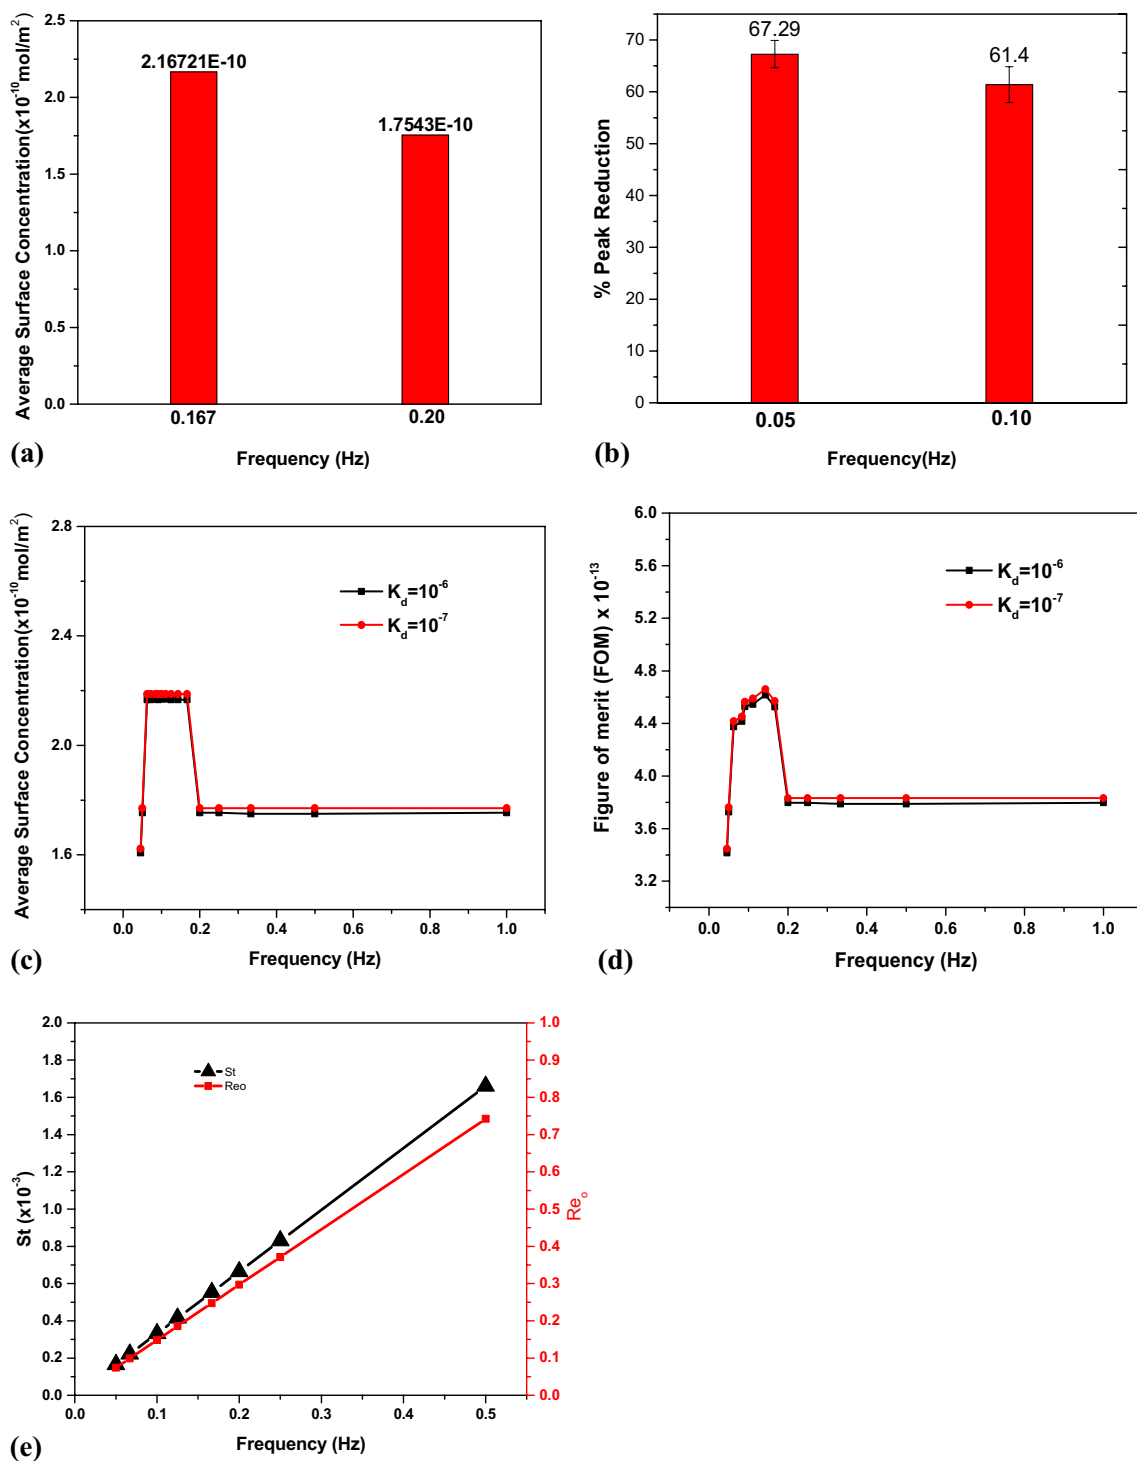 Average Surface Concentration(x10⁻¹⁰mol/m²)
2.5
2.0
1.5
1.0
0.5
0.0
2.16721E-10
1.7543E-10
0.167 0.20
Frequency (Hz)
(a)
% Peak Reduction
70
60
50
40
30
20
10
0
67.29
61.4
0.05 0.10
Frequency(Hz)
(b)
Average Surface Concentration(x10⁻¹⁰mol/m²)
2.8
2.4
2.0
1.6
K_d=10⁻⁶
K_d=10⁻⁷
0.0 0.2 0.4 0.6 0.8 1.0
Frequency (Hz)
(c)
Figure of merit (FOM) x 10⁻¹³
6.0
5.6
5.2
4.8
4.4
4.0
3.6
3.2
K_d=10⁻⁶
K_d=10⁻⁷
0.0 0.2 0.4 0.6 0.8 1.0
Frequency (Hz)
(d)
St (x10⁻³)
2.0
1.8
1.6
1.4
1.2
1.0
0.8
0.6
0.4
0.2
0.0
St
Reo
1.0
0.9
0.8
0.7
0.6
0.5
0.4
0.3
0.2
0.1
0.0
Re₀
0.0 0.1 0.2 0.3 0.4 0.5
Frequency (Hz)
(e)